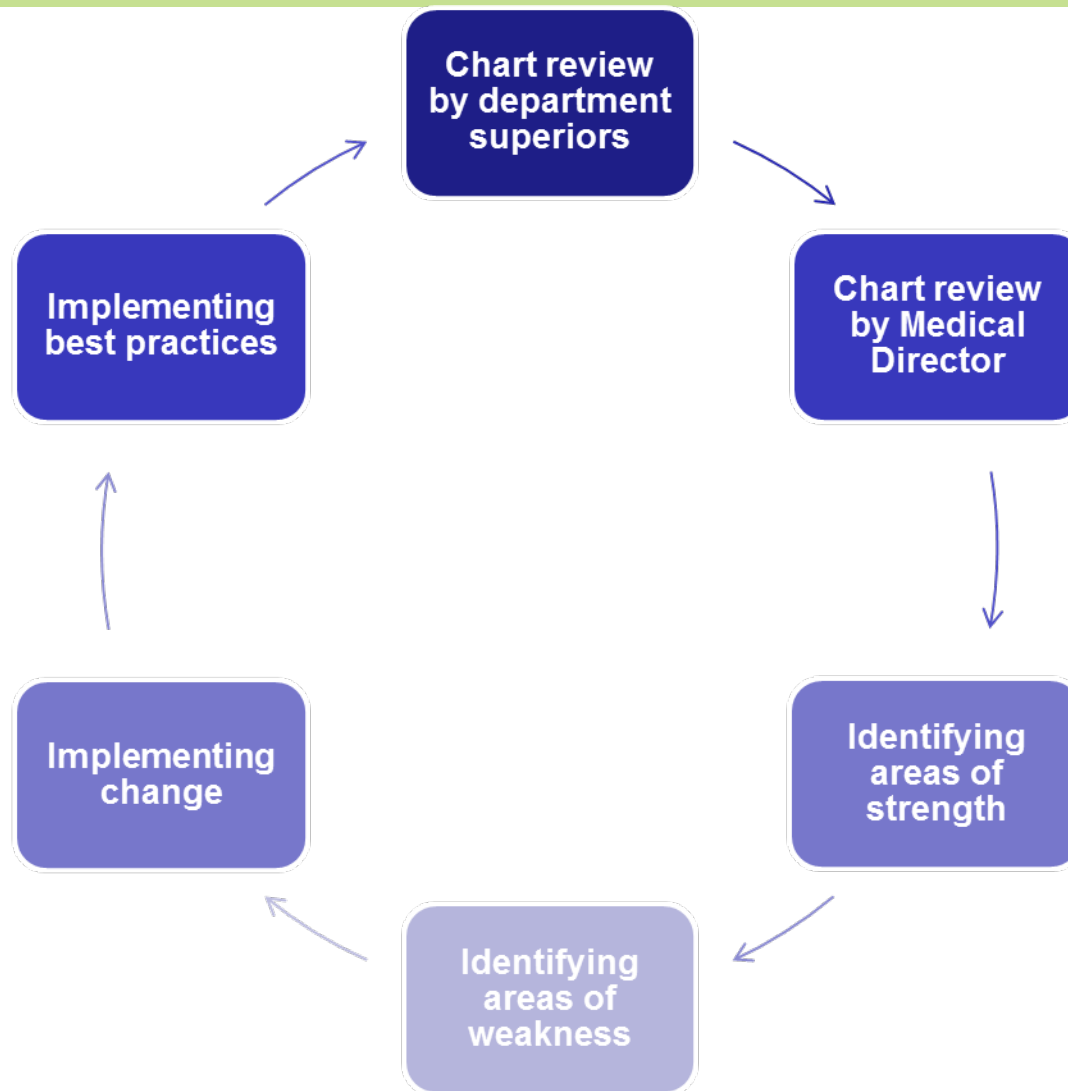 Chart review
by department
superiors
Chart review
by Medical
Director
Identifying
areas of
strength
Identifying
areas of
weakness
Implementing
change
Implementing
best practices